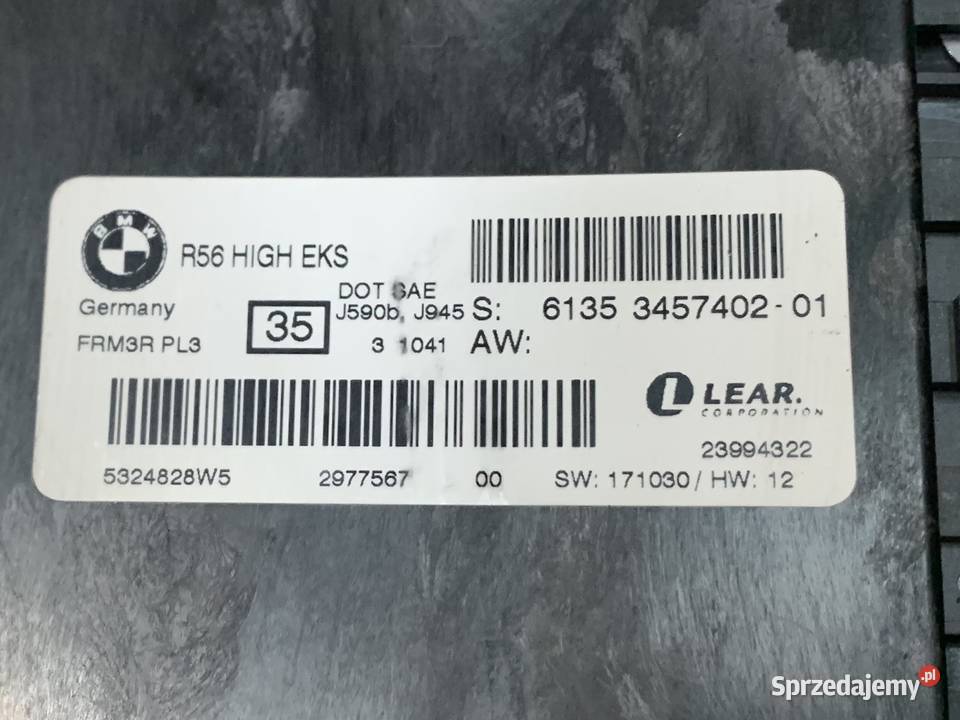 BMW
R56 HIGH EKS
Germany
35
DOT SAE
J590b, J945
S: 6135 3457402-01
FRM3R PL3
3 1041
AW:
LEAR.
CORPORATION
23994322
5324828W5 2977567 00 SW: 171030 / HW: 12
Sprzedajemy.pl